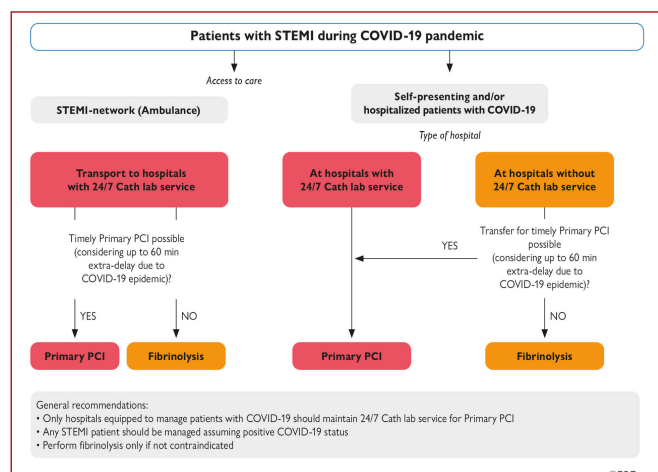 Patients with STEMI during COVID-19 pandemic
Access to care
STEMI-network (Ambulance)
Self-presenting and/or
hospitalized patients with COVID-19
Type of hospital
Transport to hospitals
with 24/7 Cath lab service
At hospitals with
24/7 Cath lab service
At hospitals without
24/7 Cath lab service
Timely Primary PCI possible
(considering up to 60 min
extra-delay due to
COVID-19 epidemic)?
YES
Transfer for timely Primary PCI
possible
(considering up to 60 min
extra-delay due to
COVID-19 epidemic)?
YES
NO
NO
Primary PCI
Fibrinolysis
Primary PCI
Fibrinolysis
General recommendations:
• Only hospitals equipped to manage patients with COVID-19 should maintain 24/7 Cath lab service for Primary PCI
• Any STEMI patient should be managed assuming positive COVID-19 status
• Perform fibrinolysis only if not contraindicated